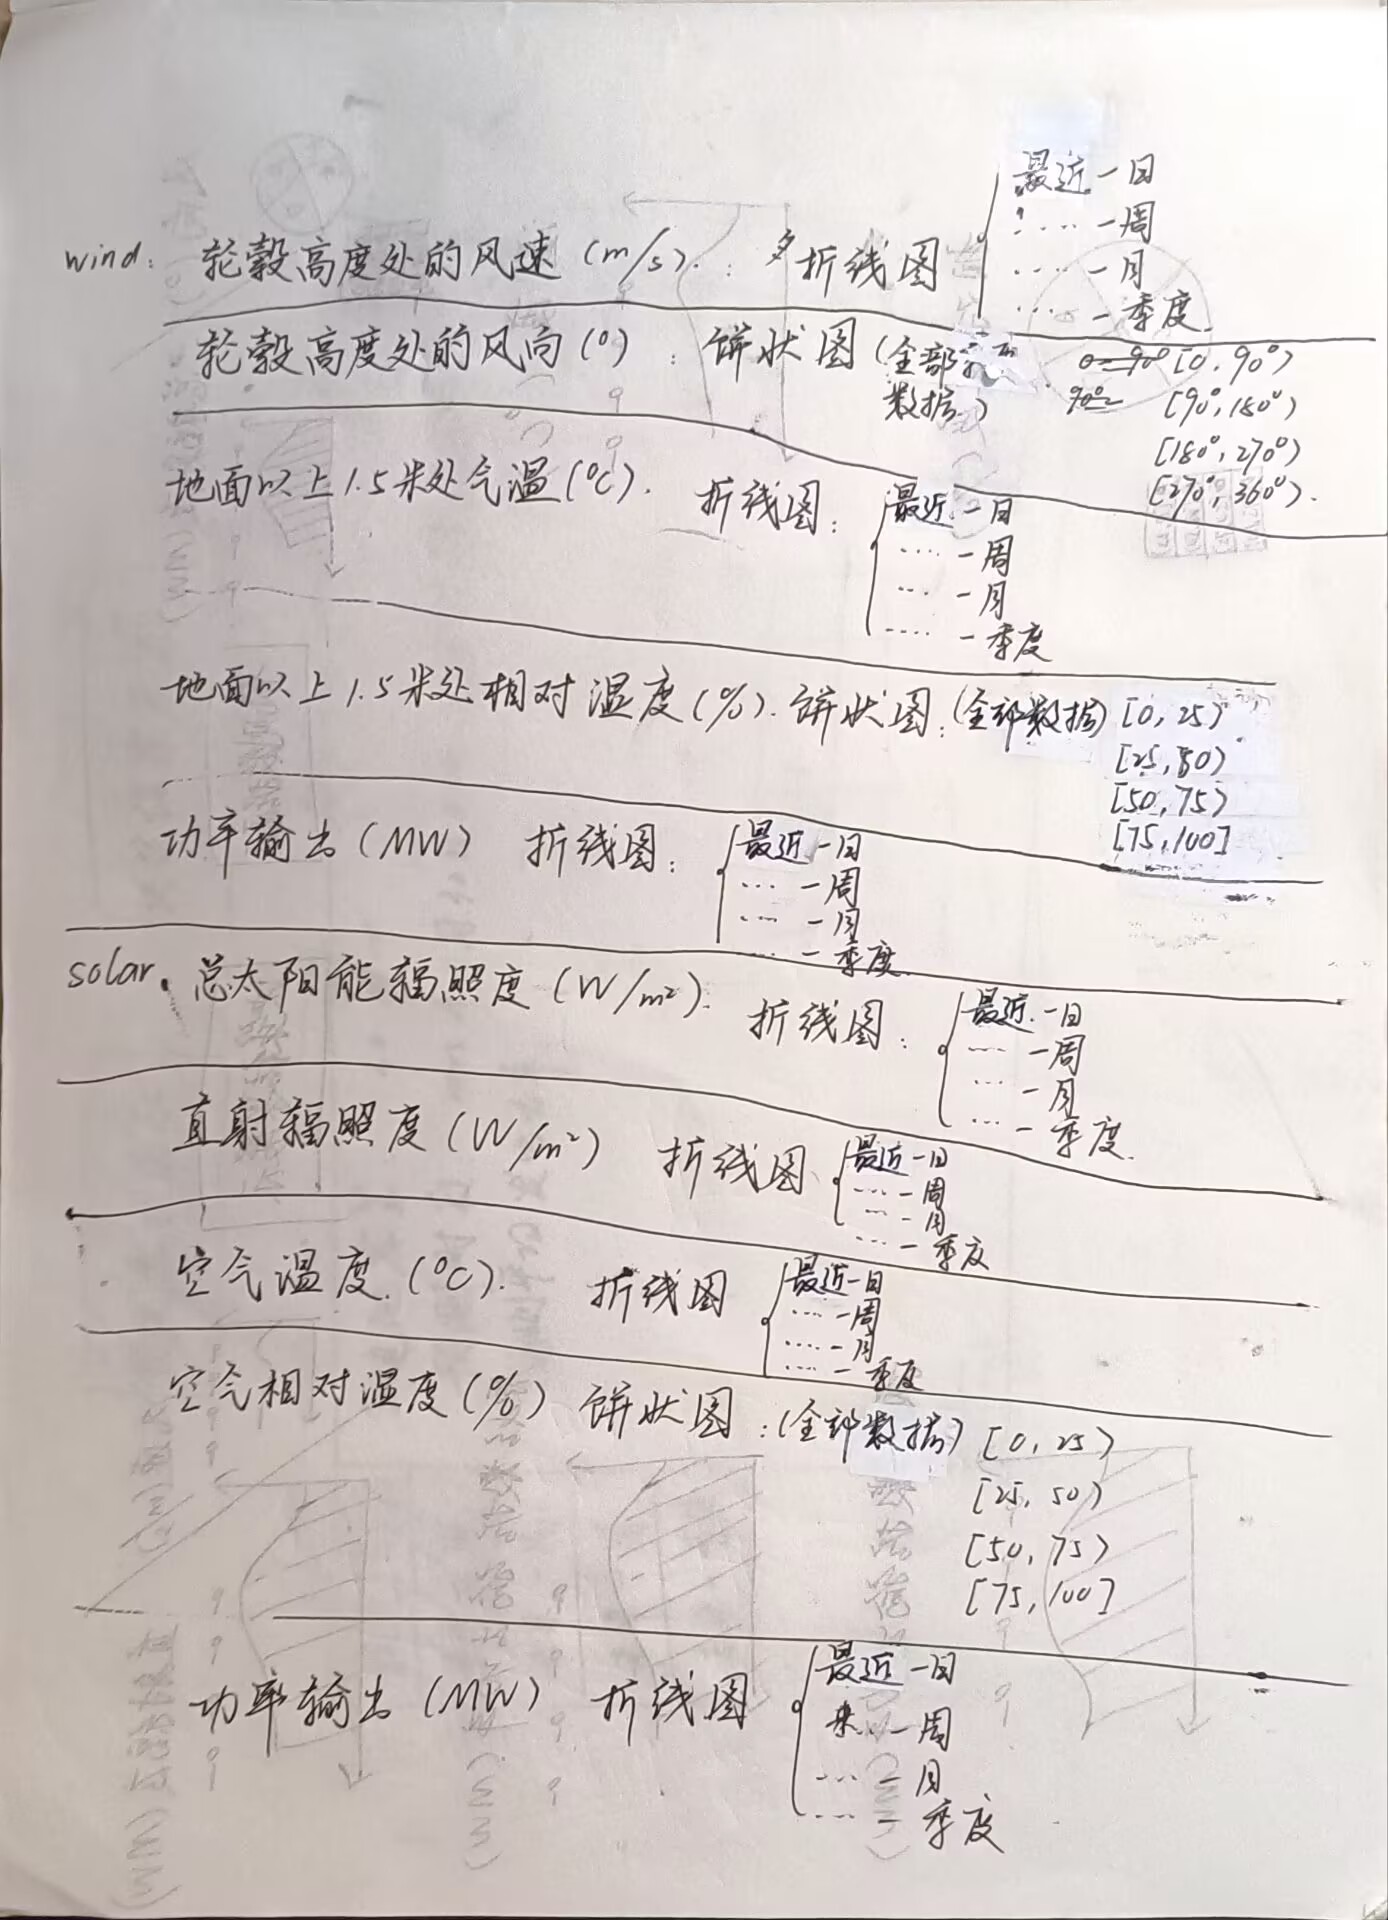 最近一日
.... 一周
.... 一月
.... 一季度.
wind: 轮毂高度处的风速(m/s). : 折线图
轮毂高度处的风向(°) : 饼状图(全部
数据)
0—90° [0, 90°)
90°~ [90°, 180°)
[180°, 270°)
[270°, 360°).
地面以上1.5米处气温(°C). 折线图:
最近一日
.... 一周
... 一月
.... 一季度
地面以上1.5米处相对湿度(%). 饼状图: (全部数据) [0, 25)
[25, 50)
[50, 75)
[75, 100]
功率输出(MW) 折线图:
最近一日
... 一周
... 一月
... 一季度.
solar. 总太阳能辐照度(W/m²). 折线图:
最近.一日
.... 一周
... 一月
.... 一季度.
直射辐照度(W/m²) 折线图
最近一日
... 一周
... 一月
... 一季度
空气温度.(°C). 折线图
最近一日
.... 一周
.... 一月
.... 一季度
空气相对湿度(%) 饼状图: (全部数据) [0, 25)
[25, 50)
[50, 75)
[75, 100]
功率输出(MW) 折线图
最近一日
一周
... 一月
.... 一季度